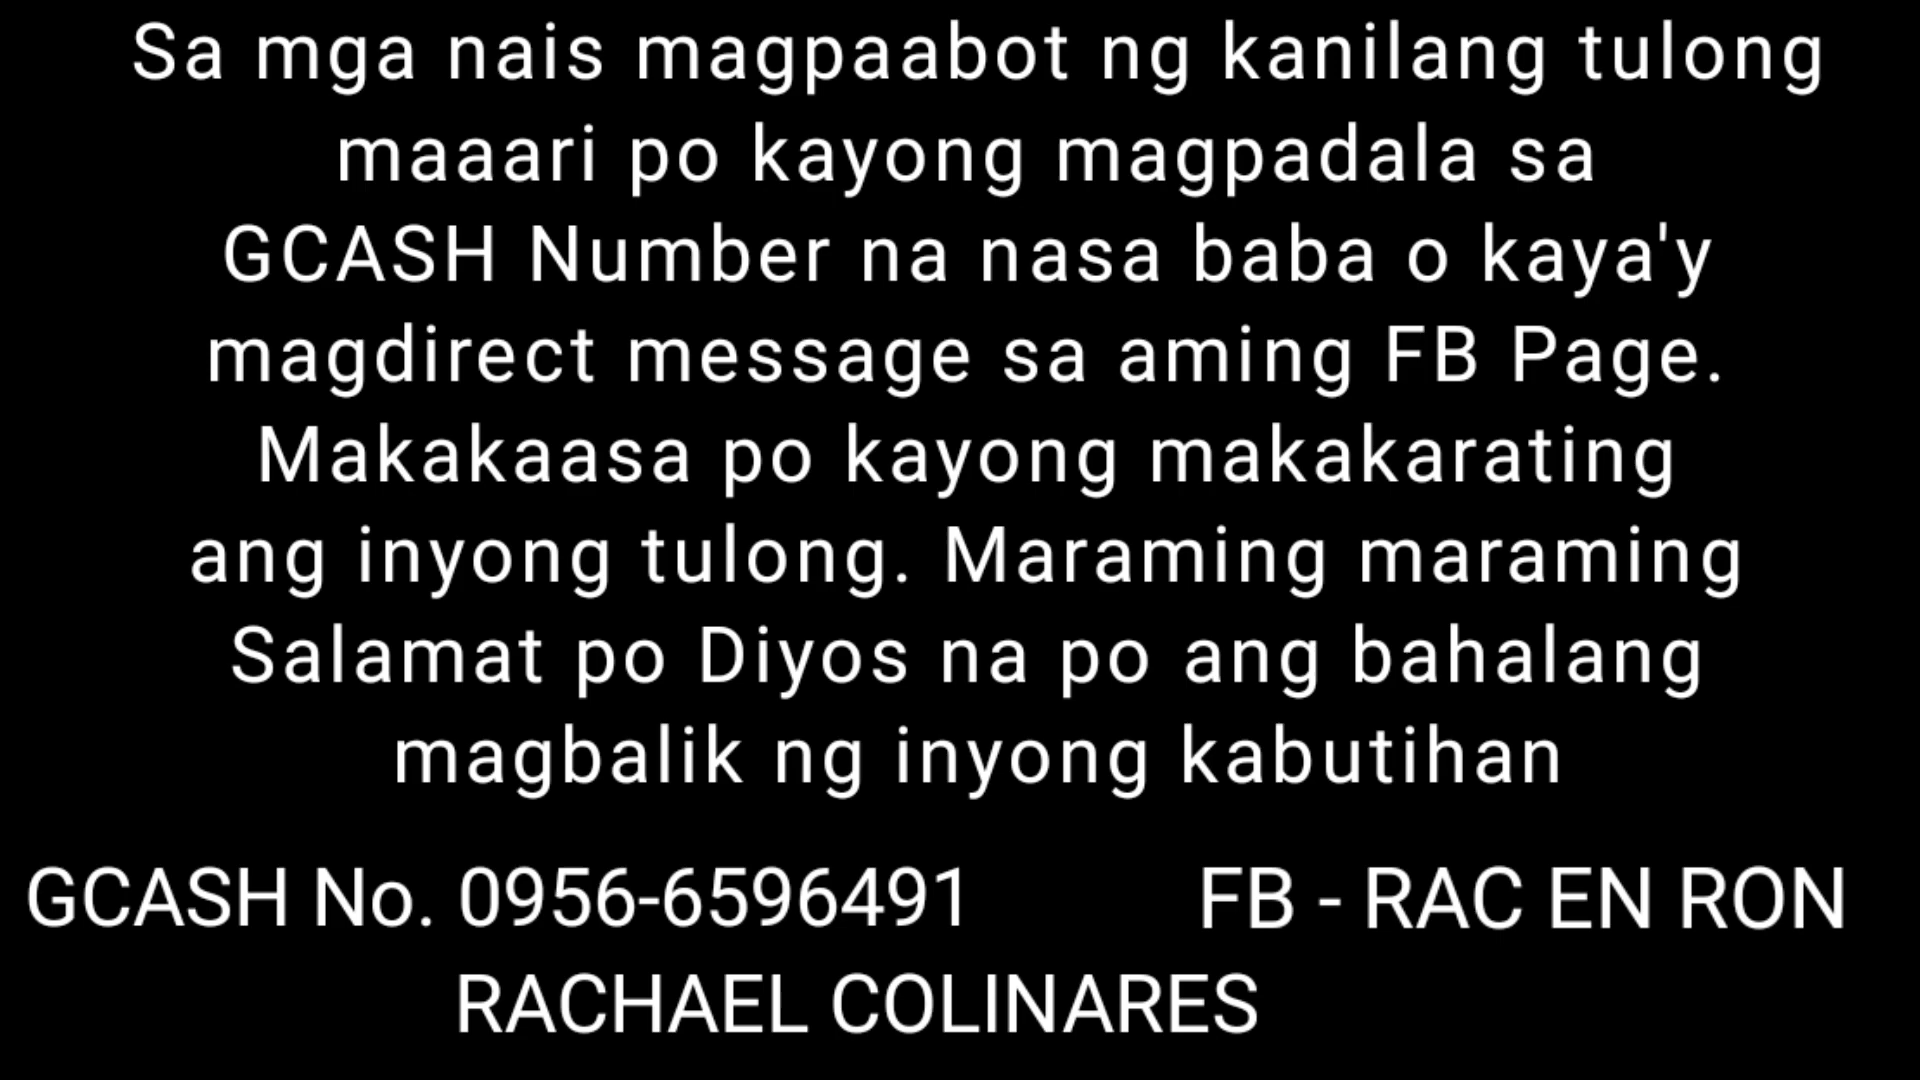 Sa mga nais magpaabot ng kanilang tulong
maaari po kayong magpadala sa
GCASH Number na nasa baba o kaya'y
magdirect message sa aming FB Page.
Makakaasa po kayong makakarating
ang inyong tulong. Maraming maraming
Salamat po Diyos na po ang bahalang
magbalik ng inyong kabutihan
GCASH No. 0956-6596491 FB - RAC EN RON
RACHAEL COLINARES